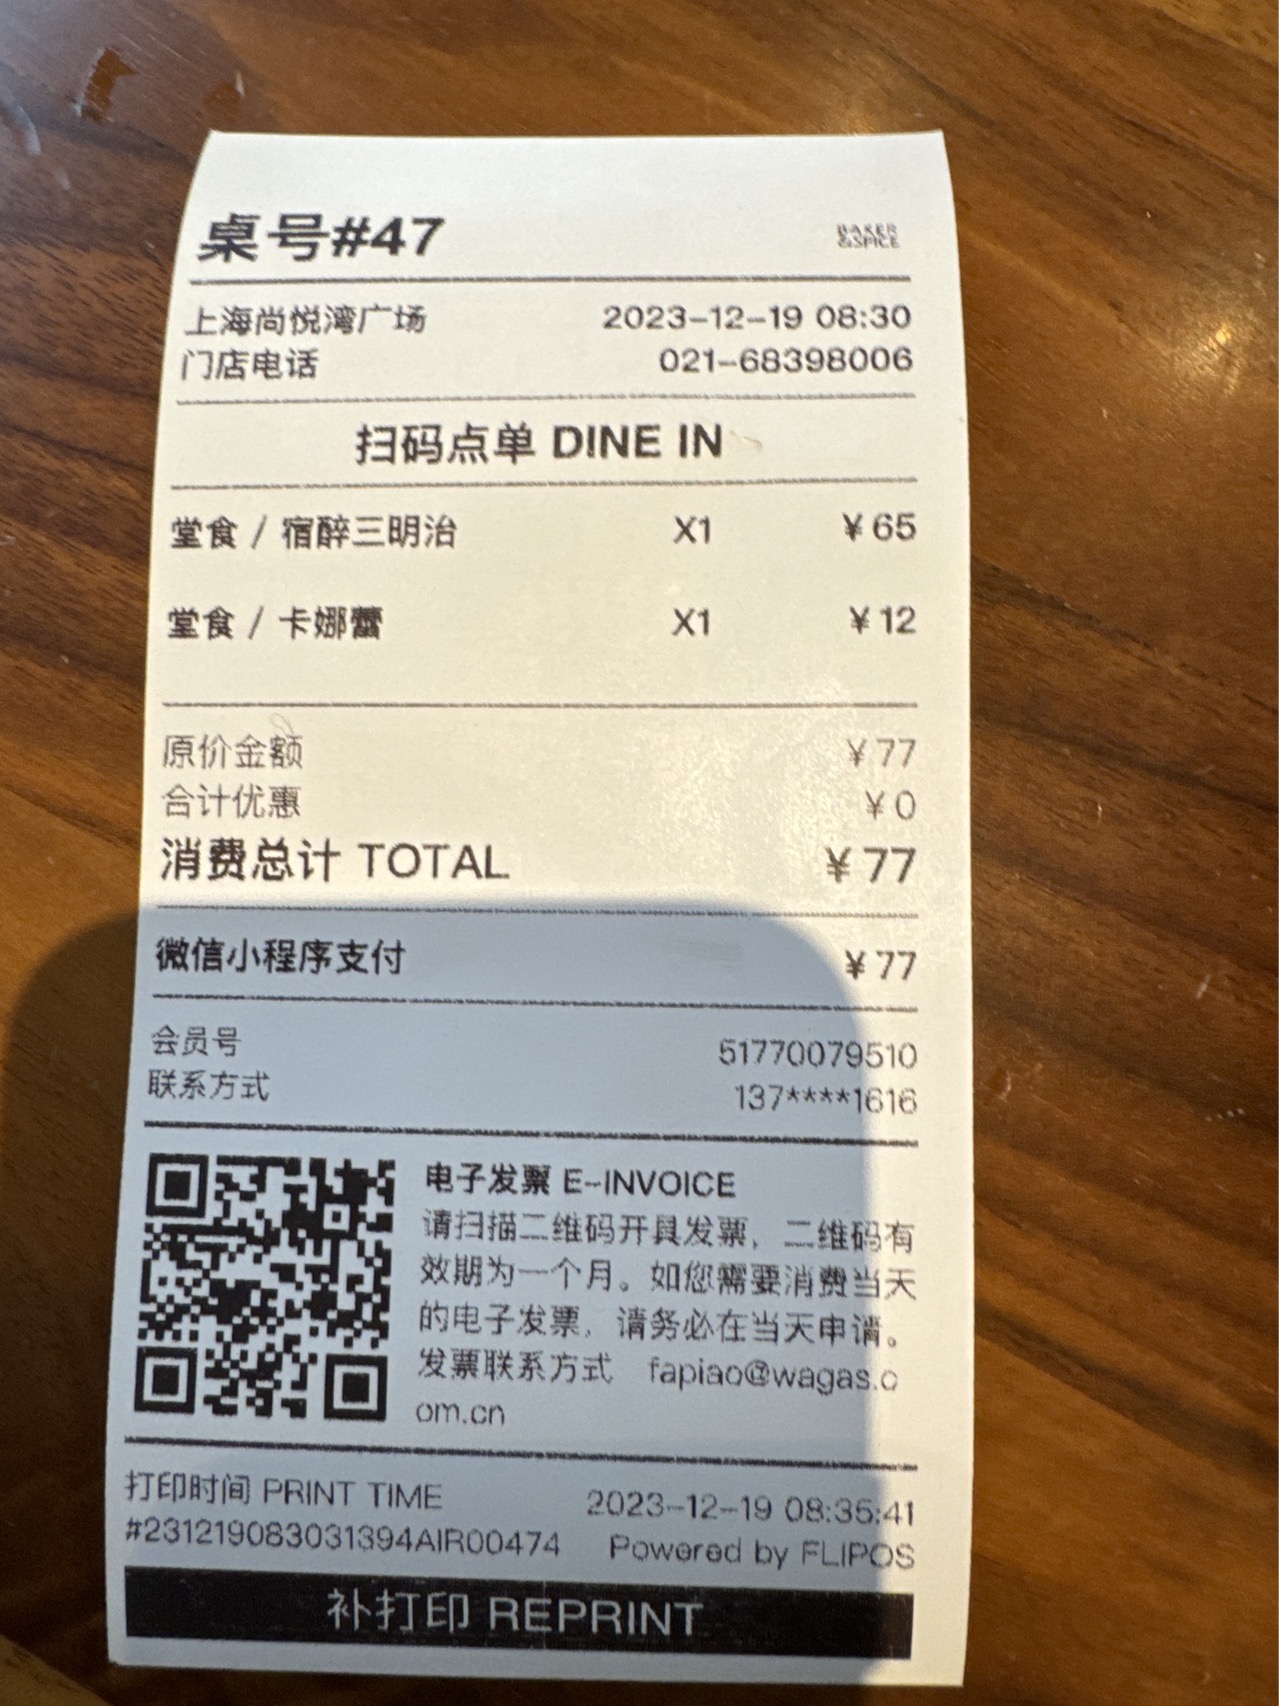 桌号#47
BAKER
&SPICE
上海尚悦湾广场 2023-12-19 08:30
门店电话 021-68398006
扫码点单 DINE IN
堂食 / 宿醉三明治 X1 ¥65
堂食 / 卡娜蕾 X1 ¥12
原价金额 ¥77
合计优惠 ¥0
消费总计 TOTAL ¥77
微信小程序支付 ¥77
会员号 51770079510
联系方式 137****1616
电子发票 E-INVOICE
请扫描二维码开具发票，二维码有
效期为一个月。如您需要消费当天
的电子发票，请务必在当天申请。
发票联系方式 fapiao@wagas.c
om.cn
打印时间 PRINT TIME 2023-12-19 08:35:41
#231219083031394AIR00474 Powered by FLIPOS
补打印 REPRINT